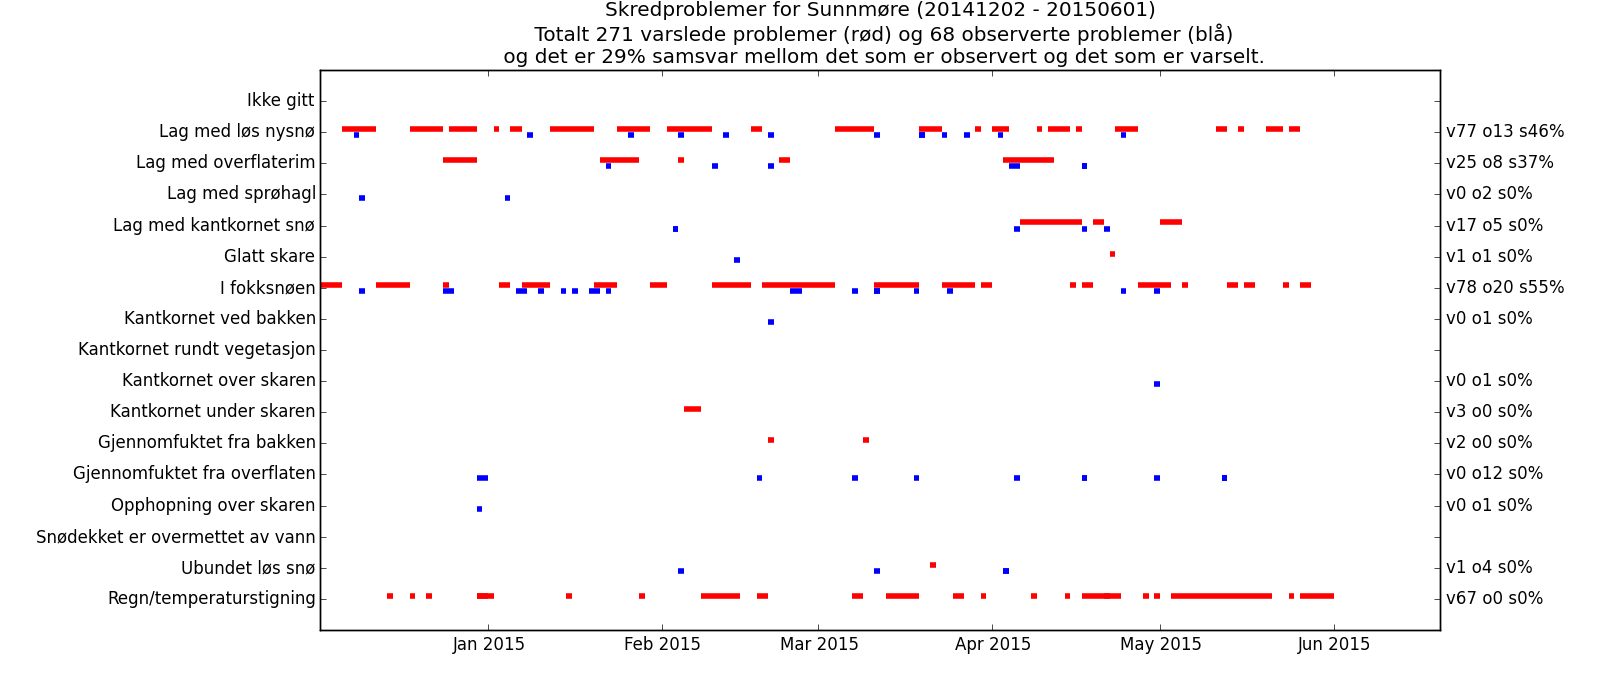 Skredproblemer for Sunnmøre (20141202 - 20150601)
Totalt 271 varslede problemer (rød) og 68 observerte problemer (blå)
og det er 29% samsvar mellom det som er observert og det som er varselt.
Ikke gitt
Lag med løs nysnø v77 o13 s46%
Lag med overflaterim v25 o8 s37%
Lag med sprøhagl v0 o2 s0%
Lag med kantkornet snø v17 o5 s0%
Glatt skare v1 o1 s0%
I fokksnøen v78 o20 s55%
Kantkornet ved bakken v0 o1 s0%
Kantkornet rundt vegetasjon
Kantkornet over skaren v0 o1 s0%
Kantkornet under skaren v3 o0 s0%
Gjennomfuktet fra bakken v2 o0 s0%
Gjennomfuktet fra overflaten v0 o12 s0%
Opphopning over skaren v0 o1 s0%
Snødekket er overmettet av vann
Ubundet løs snø v1 o4 s0%
Regn/temperaturstigning v67 o0 s0%
Jan 2015 Feb 2015 Mar 2015 Apr 2015 May 2015 Jun 2015